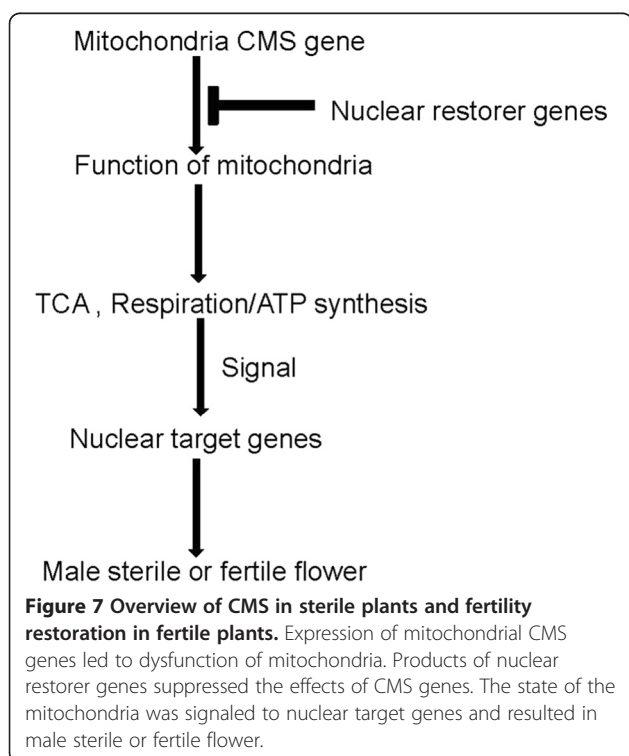 Mitochondria CMS gene
Nuclear restorer genes
Function of mitochondria
TCA , Respiration/ATP synthesis
Signal
Nuclear target genes
Male sterile or fertile flower
Figure 7 Overview of CMS in sterile plants and fertility
restoration in fertile plants. Expression of mitochondrial CMS
genes led to dysfunction of mitochondria. Products of nuclear
restorer genes suppressed the effects of CMS genes. The state of the
mitochondria was signaled to nuclear target genes and resulted in
male sterile or fertile flower.